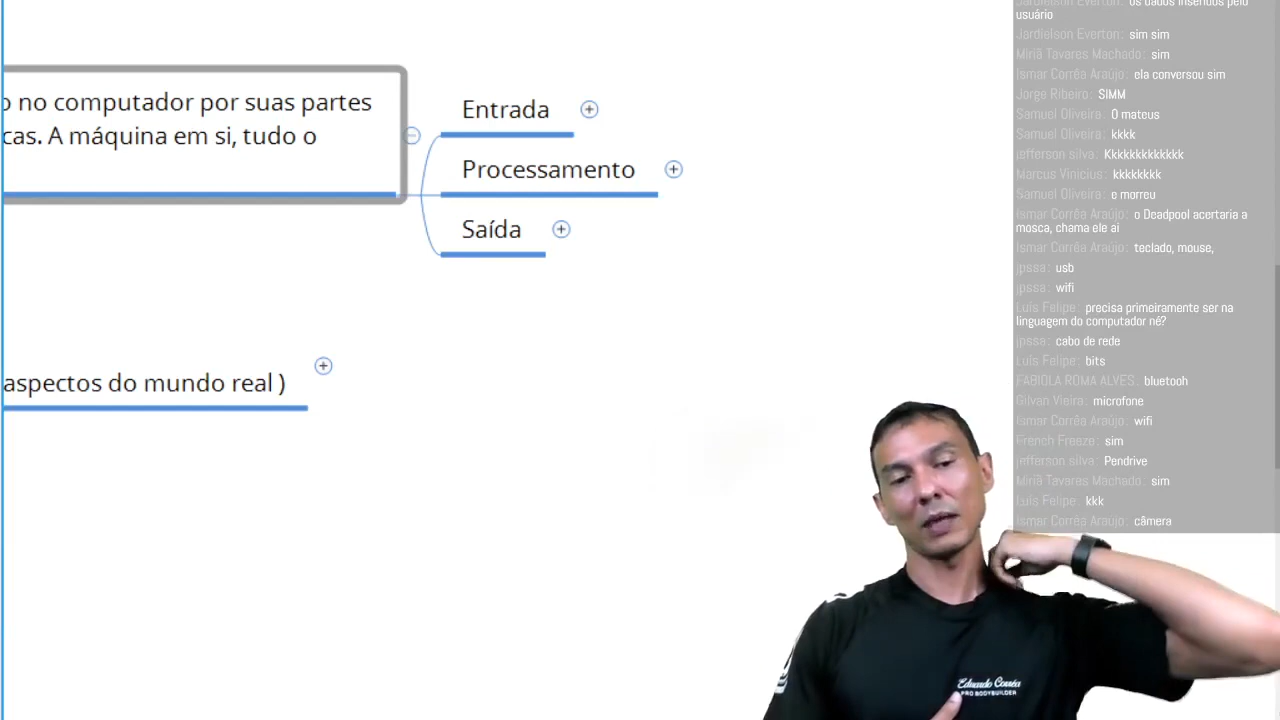 o no computador por suas partes
cas. A máquina em si, tudo o
Entrada
Processamento
Saída
aspectos do mundo real )
Jardielson Everton: os dados inseridos pelo
usuário
Jardielson Everton: sim sim
Miriã Tavares Machado: sim
Ismar Corrêa Araújo: ela conversou sim
Jorge Ribeiro: SIMM
Samuel Oliveira: O mateus
Samuel Oliveira: kkkk
jefferson silva: Kkkkkkkkkkkkk
Marcus Vinicius: kkkkkkkk
Samuel Oliveira: e morreu
Ismar Corrêa Araújo: o Deadpool acertaria a
mosca, chama ele ai
Ismar Corrêa Araújo: teclado, mouse,
jpssa: usb
jpssa: wifi
Luis Felipe: precisa primeiramente ser na
linguagem do computador né?
jpssa: cabo de rede
Luis Felipe: bits
FABIOLA ROMA ALVES: bluetooh
Gilvan Vieira: microfone
Ismar Corrêa Araújo: wifi
French Freeze: sim
jefferson silva: Pendrive
Miriã Tavares Machado: sim
Luis Felipe: kkk
Ismar Corrêa Araújo: câmera
Eduardo Corrêa
PRO BODYBUILDER